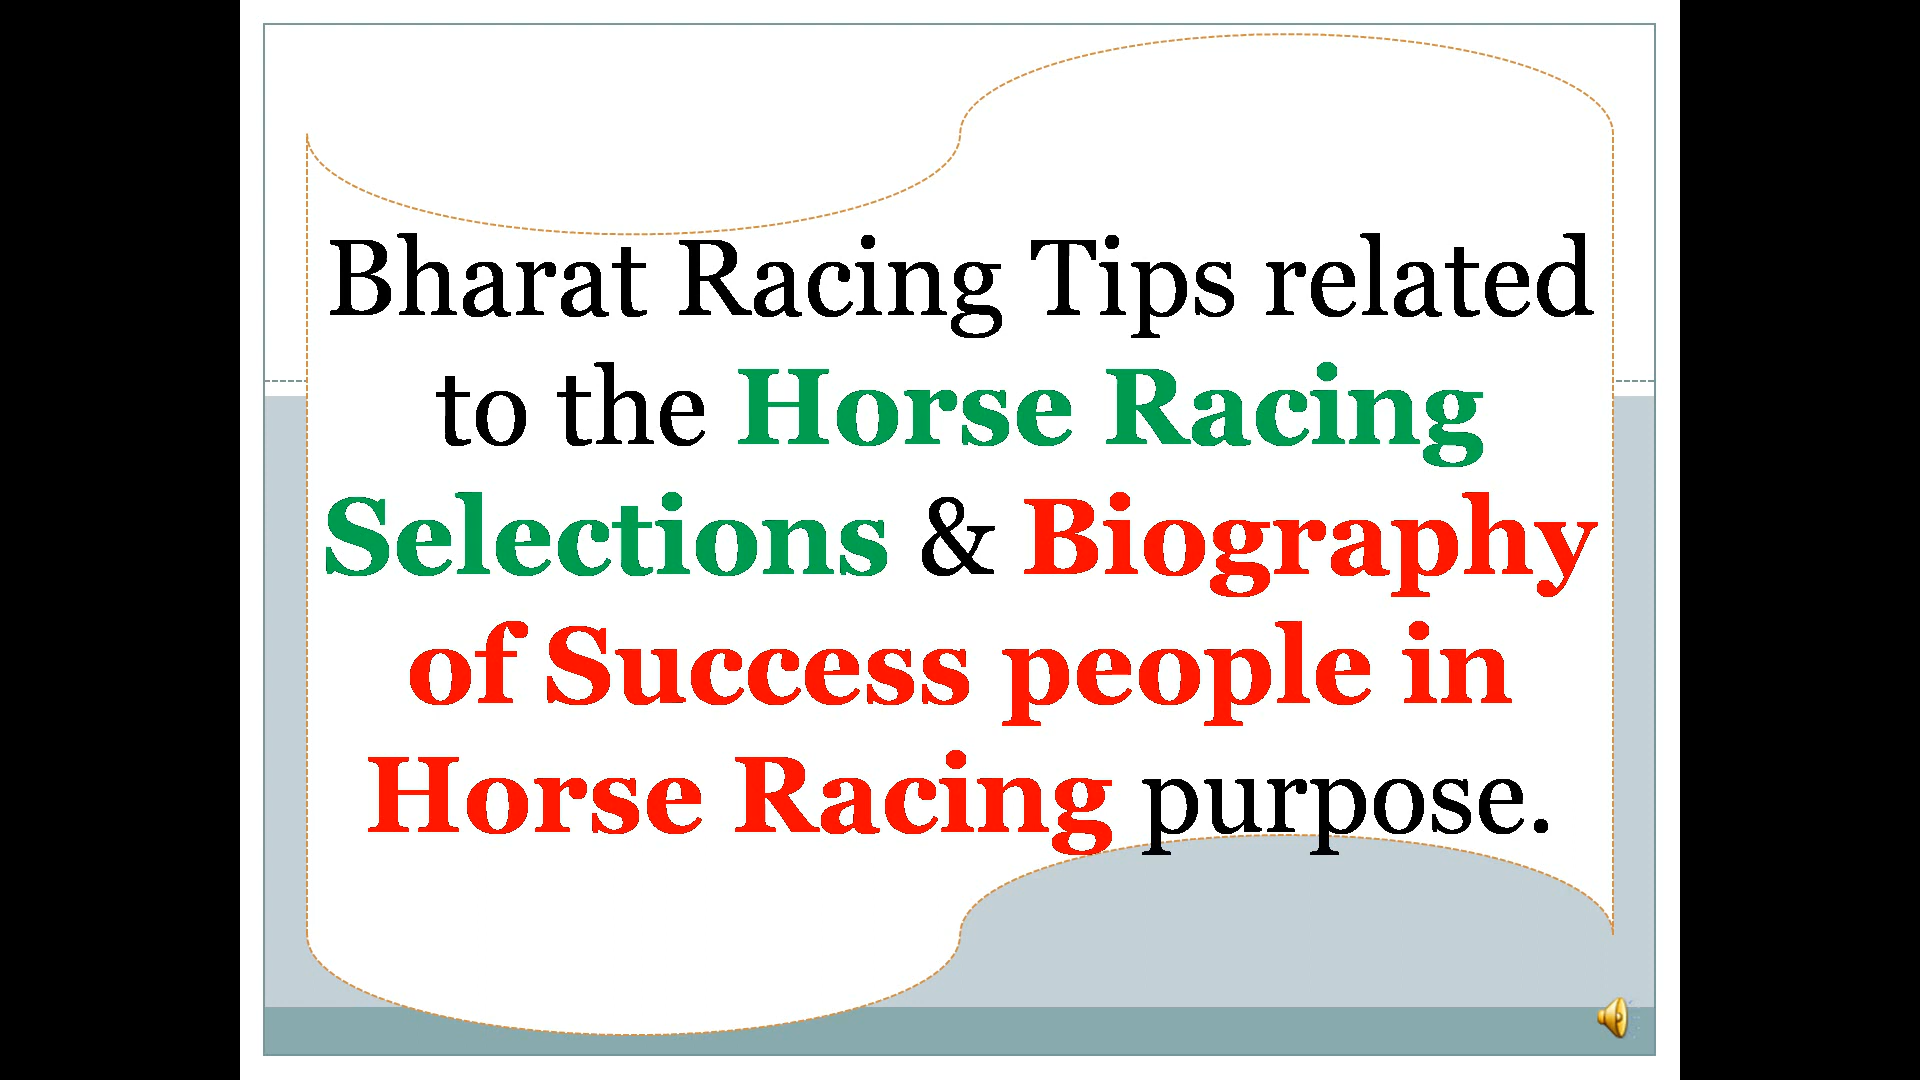 Bharat Racing Tips related
to the Horse Racing
Selections & Biography
of Success people in
Horse Racing purpose.